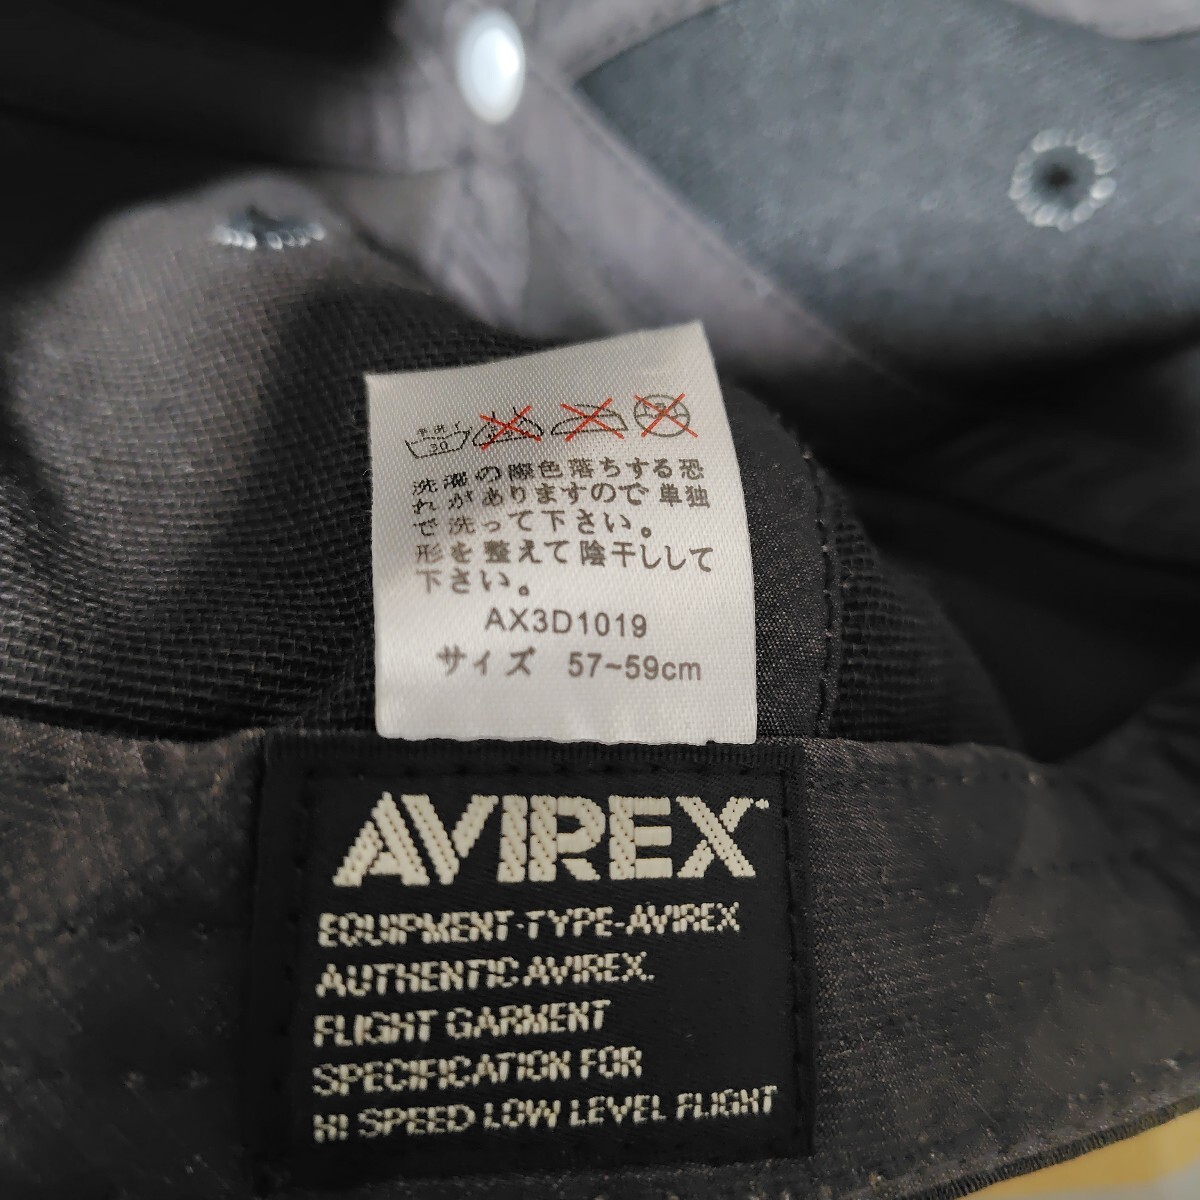 手洗イ
30
洗濯の際色落ちする恐
れがありますので単独
で洗って下さい。
形を整えて陰干しして
下さい。
AX3D1019
サイズ 57~59cm
AVIREX
EQUIPMENT-TYPE-AVIREX
AUTHENTIC AVIREX.
FLIGHT GARMENT
SPECIFICATION FOR
HI SPEED LOW LEVEL FLIGHT